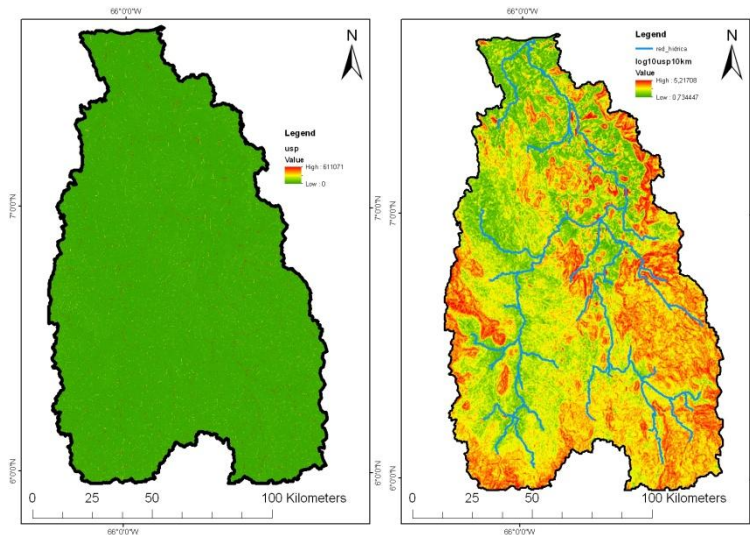 66°0'0"W
N
Legend
usp
Value
High : 611071
Low : 0
7°0'0"N
6°0'0"N
0 25 50 100 Kilometers
66°0'0"W
66°0'0"W
N
Legend
red_hidrica
log10usp10km
Value
High : 5,21708
Low : 0,734447
7°0'0"N
6°0'0"N
0 25 50 100 Kilometers
66°0'0"W